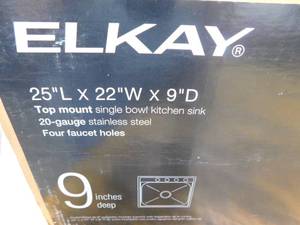 ELKAY®
25"L x 22"W x 9"D
Top mount single bowl kitchen sink
20-gauge stainless steel
Four faucet holes
9 inches
deep